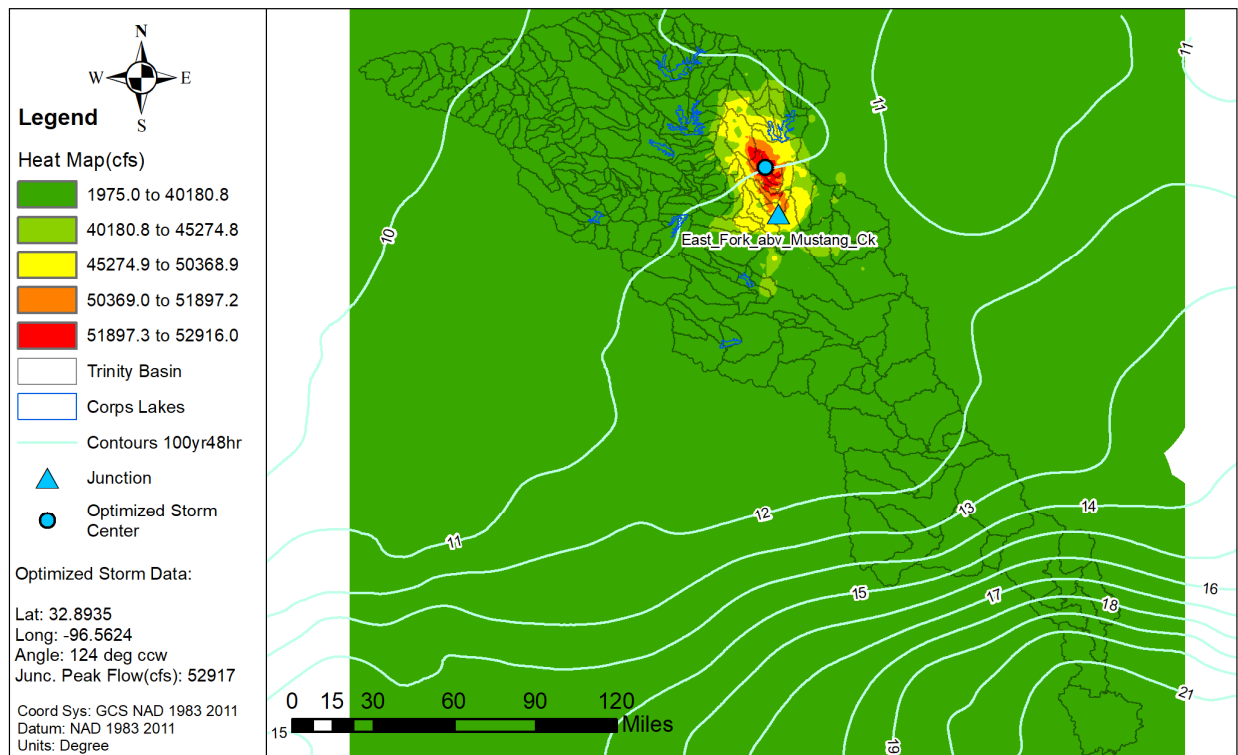 N
W E
S
Legend
Heat Map(cfs)
1975.0 to 40180.8
40180.8 to 45274.8
45274.9 to 50368.9
50369.0 to 51897.2
51897.3 to 52916.0
Trinity Basin
Corps Lakes
Contours 100yr48hr
Junction
Optimized Storm
Center
Optimized Storm Data:
Lat: 32.8935
Long: -96.5624
Angle: 124 deg ccw
Junc. Peak Flow(cfs): 52917
Coord Sys: GCS NAD 1983 2011
Datum: NAD 1983 2011
Units: Degree
11
11
10
East_Fork_abv_Mustang_Ck
12
13
14
11
15
16
17
18
21
19
15
0 15 30 60 90 120
Miles